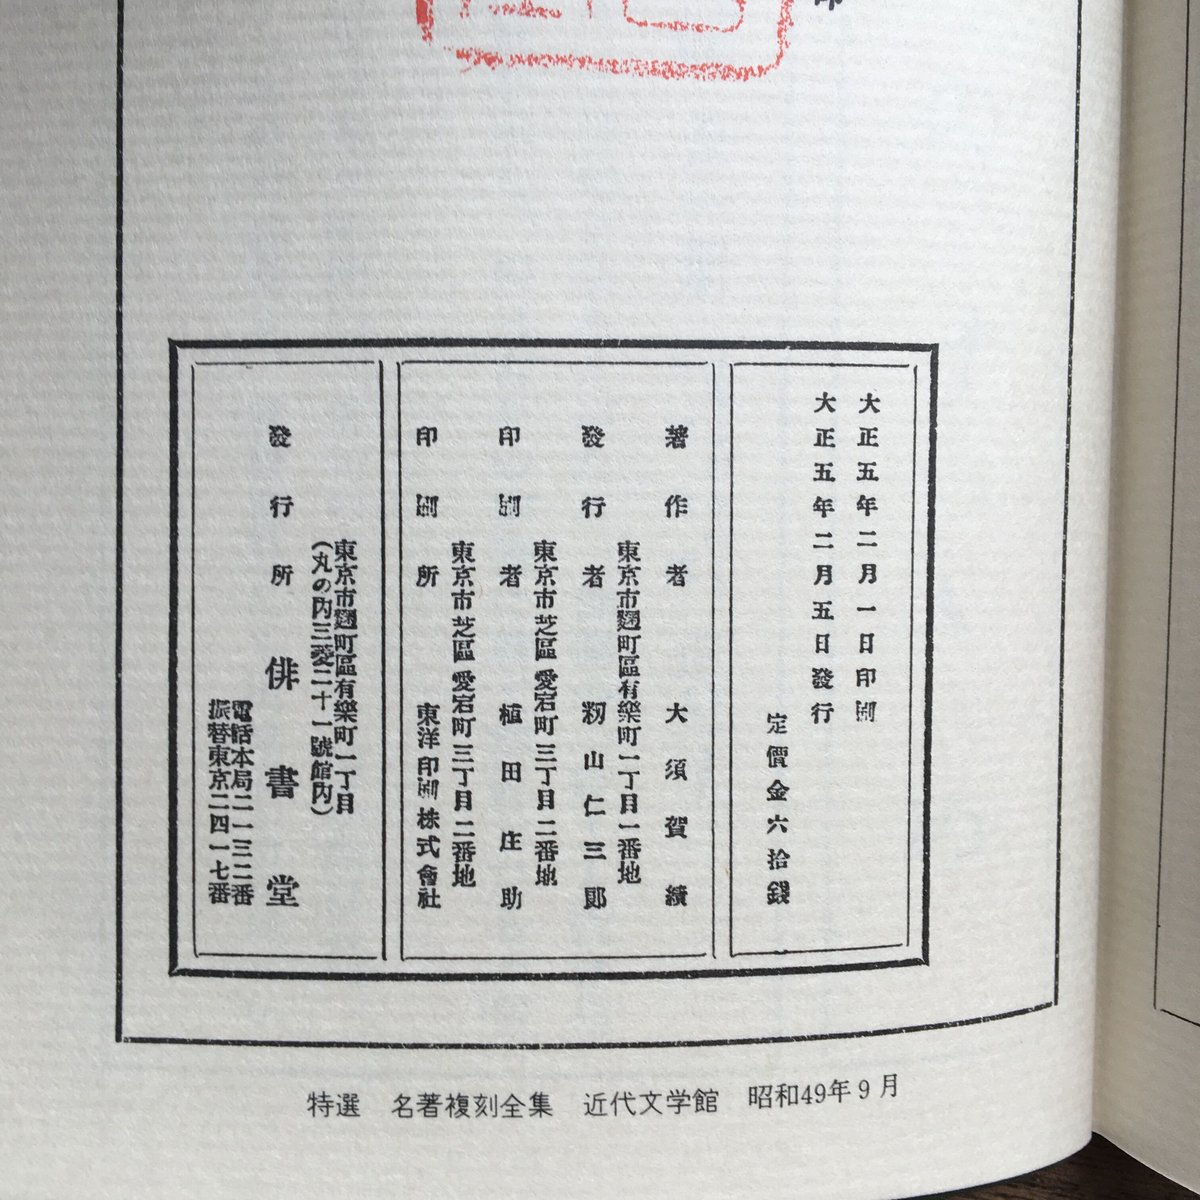 大正五年二月一日印刷
大正五年二月五日發行
定價金六拾錢
著作者 大須賀績
東京市麴町區有樂町一丁目一番地
發行者 籾山仁三郞
東京市芝區愛宕町三丁目二番地
印刷者 植田庄助
東京市芝區愛宕町三丁目二番地
印刷所 東洋印刷株式會社
東京市麴町區有樂町一丁目
(丸の內三菱二十一號館內)
發行所 俳書堂
電話本局二一三二番
振替東京二四一七番
特選 名著複刻全集 近代文学館 昭和49年9月